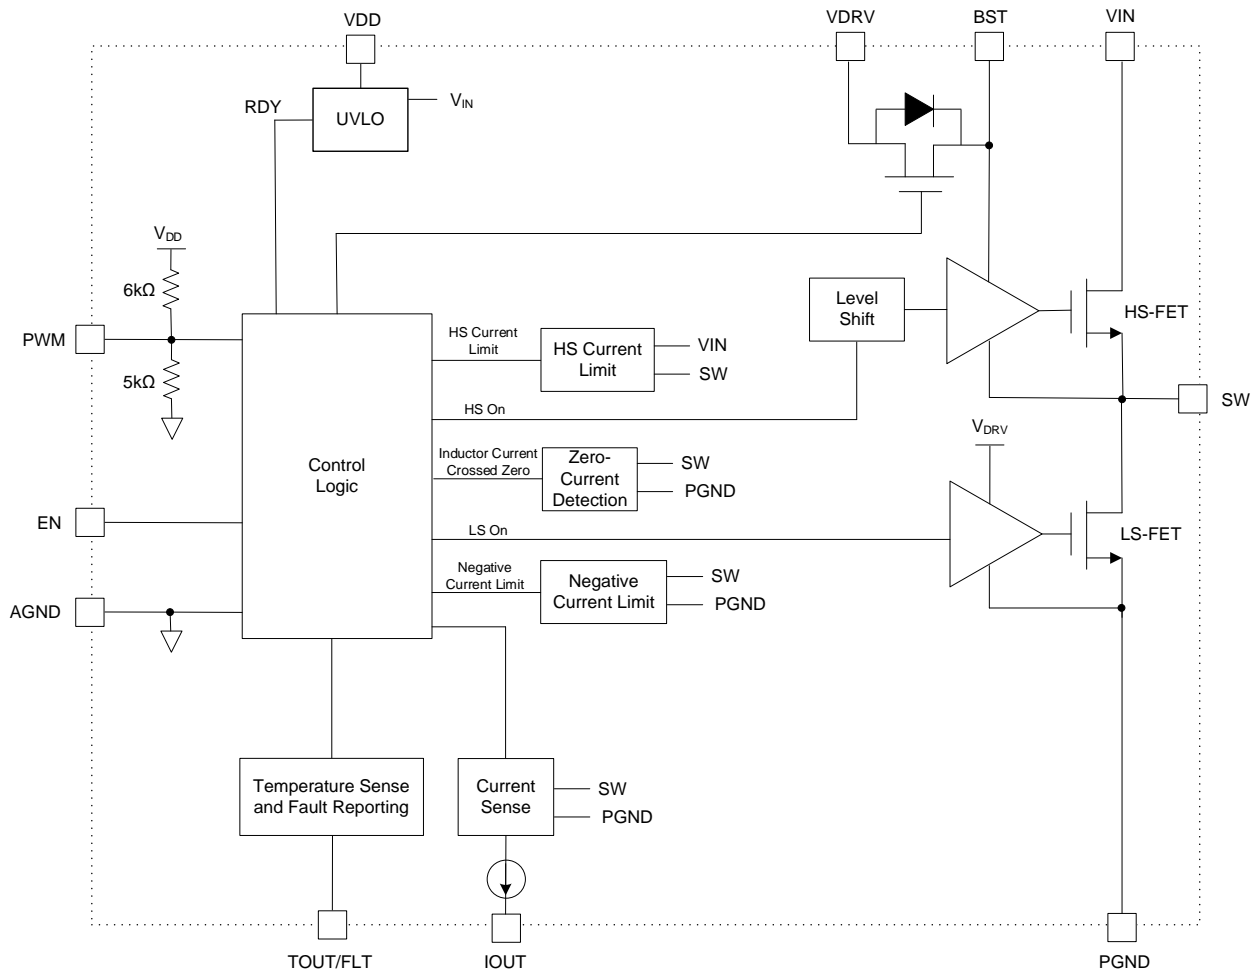 VDD
VDRV
BST
VIN
RDY
UVLO
VIN
VDD
6kΩ
PWM
5kΩ
Level
Shift
HS-FET
HS Current
Limit
HS Current
Limit
VIN
SW
HS On
SW
VDRV
Control
Logic
Inductor Current
Crossed Zero
Zero-
Current
Detection
SW
PGND
EN
LS On
LS-FET
Negative
Current Limit
Negative
Current Limit
SW
PGND
AGND
Temperature Sense
and Fault Reporting
Current
Sense
SW
PGND
TOUT/FLT
IOUT
PGND